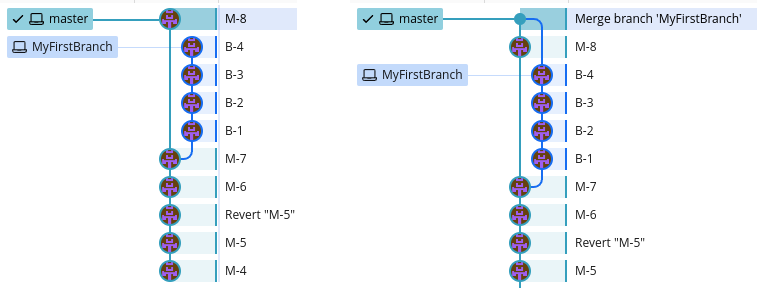 master M-8
MyFirstBranch B-4
B-3
B-2
B-1
M-7
M-6
Revert "M-5"
M-5
M-4
master Merge branch 'MyFirstBranch'
M-8
MyFirstBranch B-4
B-3
B-2
B-1
M-7
M-6
Revert "M-5"
M-5